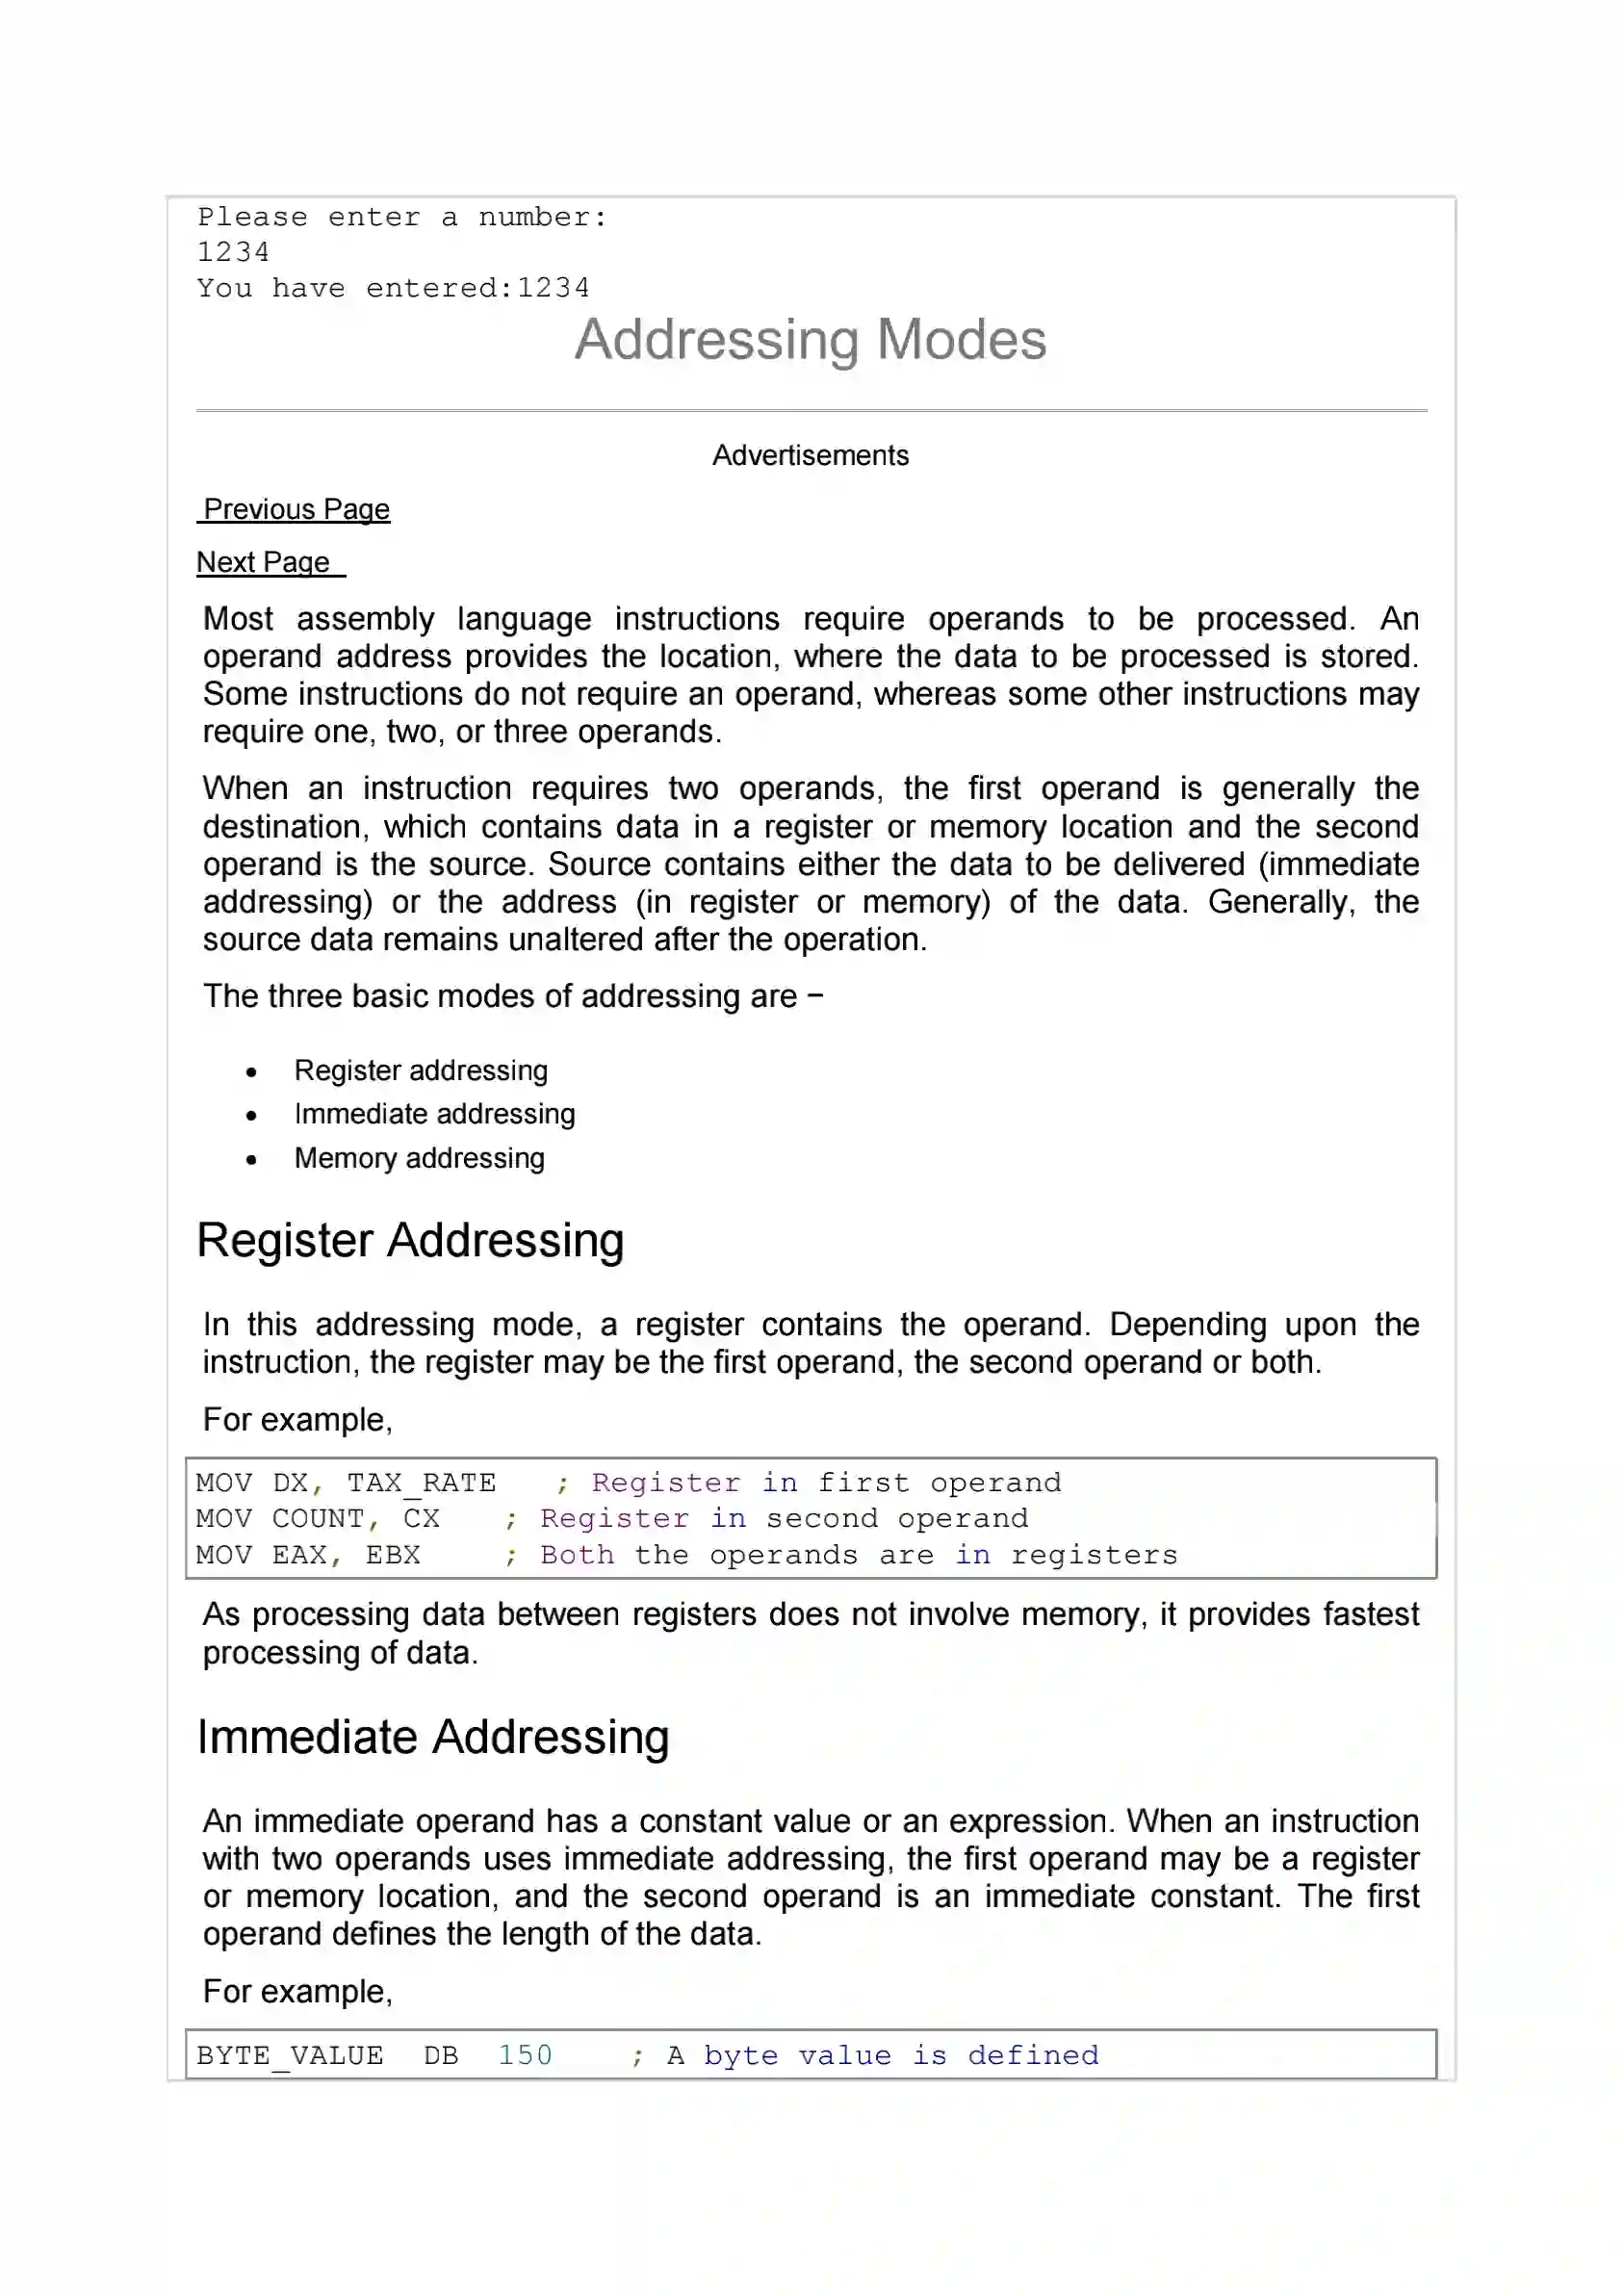 Please enter a number:
1234
You have entered:1234
Addressing Modes
Advertisements
Previous Page
Next Page
Most assembly language instructions require operands to be processed. An
operand address provides the location, where the data to be processed is stored.
Some instructions do not require an operand, whereas some other instructions may
require one, two, or three operands.
When an instruction requires two operands, the first operand is generally the
destination, which contains data in a register or memory location and the second
operand is the source. Source contains either the data to be delivered (immediate
addressing) or the address (in register or memory) of the data. Generally, the
source data remains unaltered after the operation.
The three basic modes of addressing are −
• Register addressing
• Immediate addressing
• Memory addressing
Register Addressing
In this addressing mode, a register contains the operand. Depending upon the
instruction, the register may be the first operand, the second operand or both.
For example,
MOV DX, TAX_RATE   ; Register in first operand
MOV COUNT, CX   ; Register in second operand
MOV EAX, EBX    ; Both the operands are in registers
As processing data between registers does not involve memory, it provides fastest
processing of data.
Immediate Addressing
An immediate operand has a constant value or an expression. When an instruction
with two operands uses immediate addressing, the first operand may be a register
or memory location, and the second operand is an immediate constant. The first
operand defines the length of the data.
For example,
BYTE_VALUE  DB  150    ; A byte value is defined